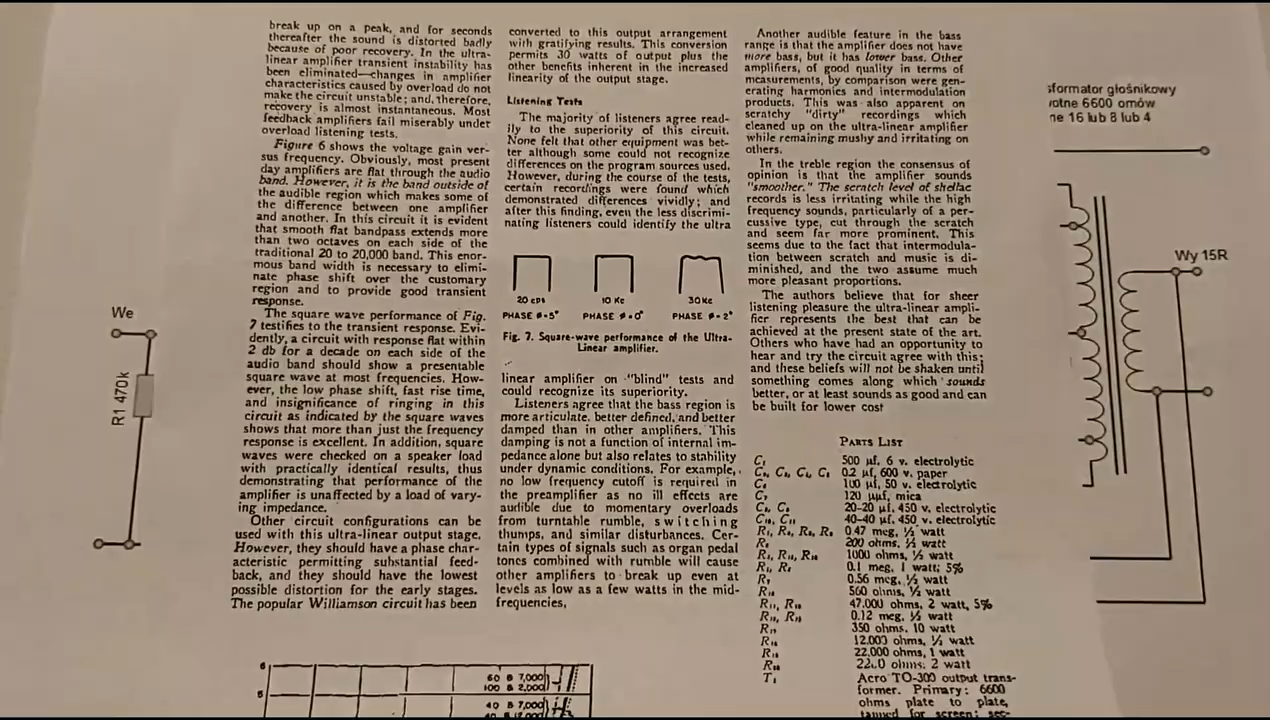 break up on a peak, and for seconds
thereafter the sound is distorted badly
because of poor recovery. In the ultra-
linear amplifier transient instability has
been eliminated—changes in amplifier
characteristics caused by overload do not
make the circuit unstable; and, therefore,
recovery is almost instantaneous. Most
feedback amplifiers fail miserably under
overload listening tests.
Figure 6 shows the voltage gain ver-
sus frequency. Obviously, most present
day amplifiers are flat through the audio
band. However, it is the band outside of
the audible region which makes some of
the difference between one amplifier
and another. In this circuit it is evident
that smooth flat bandpass extends more
than two octaves on each side of the
traditional 20 to 20,000 band. This enor-
mous band width is necessary to elimi-
nate phase shift over the customary
region and to provide good transient
response.
The square wave performance of Fig.
7 testifies to the transient response. Evi-
dently, a circuit with response flat within
2 db for a decade on each side of the
audio band should show a presentable
square wave at most frequencies. How-
ever, the low phase shift, fast rise time,
and insignificance of ringing in this
circuit as indicated by the square waves
shows that more than just the frequency
response is excellent. In addition, square
waves were checked on a speaker load
with practically identical results, thus
demonstrating that performance of the
amplifier is unaffected by a load of vary-
ing impedance.
Other circuit configurations can be
used with this ultra-linear output stage.
However, they should have a phase char-
acteristic permitting substantial feed-
back, and they should have the lowest
possible distortion for the early stages.
The popular Williamson circuit has been
converted to this output arrangement
with gratifying results. This conversion
permits 30 watts of output plus the
other benefits inherent in the increased
linearity of the output stage.
Listening Tests
The majority of listeners agree read-
ily to the superiority of this circuit.
None felt that other equipment was bet-
ter although some could not recognize
differences on the program sources used.
However, during the course of the tests,
certain recordings were found which
demonstrated differences vividly; and
after this finding, even the less discrimi-
nating listeners could identify the ultra
20 cps 10 Kc 30 Kc
PHASE ø=5° PHASE ø=0° PHASE ø=2°
Fig. 7. Square-wave performance of the Ultra-
Linear amplifier.
linear amplifier on "blind" tests and
could recognize its superiority.
Listeners agree that the bass region is
more articulate, better defined, and better
damped than in other amplifiers. This
damping is not a function of internal im-
pedance alone but also relates to stability
under dynamic conditions. For example,
no low frequency cutoff is required in
the preamplifier as no ill effects are
audible due to momentary overloads
from turntable rumble, switching
thumps, and similar disturbances. Cer-
tain types of signals such as organ pedal
tones combined with rumble will cause
other amplifiers to break up even at
levels as low as a few watts in the mid-
frequencies,
Another audible feature in the bass
range is that the amplifier does not have
more bass, but it has lower bass. Other
amplifiers, of good quality in terms of
measurements, by comparison were gen-
erating harmonics and intermodulation
products. This was also apparent on
scratchy "dirty" recordings which
cleaned up on the ultra-linear amplifier
while remaining mushy and irritating on
others.
In the treble region the consensus of
opinion is that the amplifier sounds
"smoother." The scratch level of shellac
records is less irritating while the high
frequency sounds, particularly of a per-
cussive type, cut through the scratch
and seem far more prominent. This
seems due to the fact that intermodula-
tion between scratch and music is di-
minished, and the two assume much
more pleasant proportions.
The authors believe that for sheer
listening pleasure the ultra-linear ampli-
fier represents the best that can be
achieved at the present state of the art.
Others who have had an opportunity to
hear and try the circuit agree with this;
and these beliefs will not be shaken until
something comes along which sounds
better, or at least sounds as good and can
be built for lower cost
PARTS LIST
500 µf, 6 v. electrolytic
0.2 µf, 600 v. paper
100 µf, 50 v. electrolytic
120 µµf, mica
20-20 µf, 450 v. electrolytic
40-40 µf, 450 v. electrolytic
0.47 meg, ½ watt
200 ohms, ½ watt
1000 ohms, ½ watt
0.1 meg, 1 watt; 5%
0.56 meg, ½ watt
560 ohms, ½ watt
47,000 ohms, 2 watt, 5%
0.12 meg, ½ watt
350 ohms, 10 watt
12,000 ohms, ½ watt
22,000 ohms, 1 watt
22.0 ohms, 2 watt
T₁ Acro TO-300 output trans-
former. Primary: 6600
ohms plate to plate,
tapped for screen; sec-
6
5
60 & 7,000
100 & 2,000
40 & 7,000
We
R1 470k
sformator głośnikowy
otne 6600 omów
ne 16 lub 8 lub 4
Wy 15R